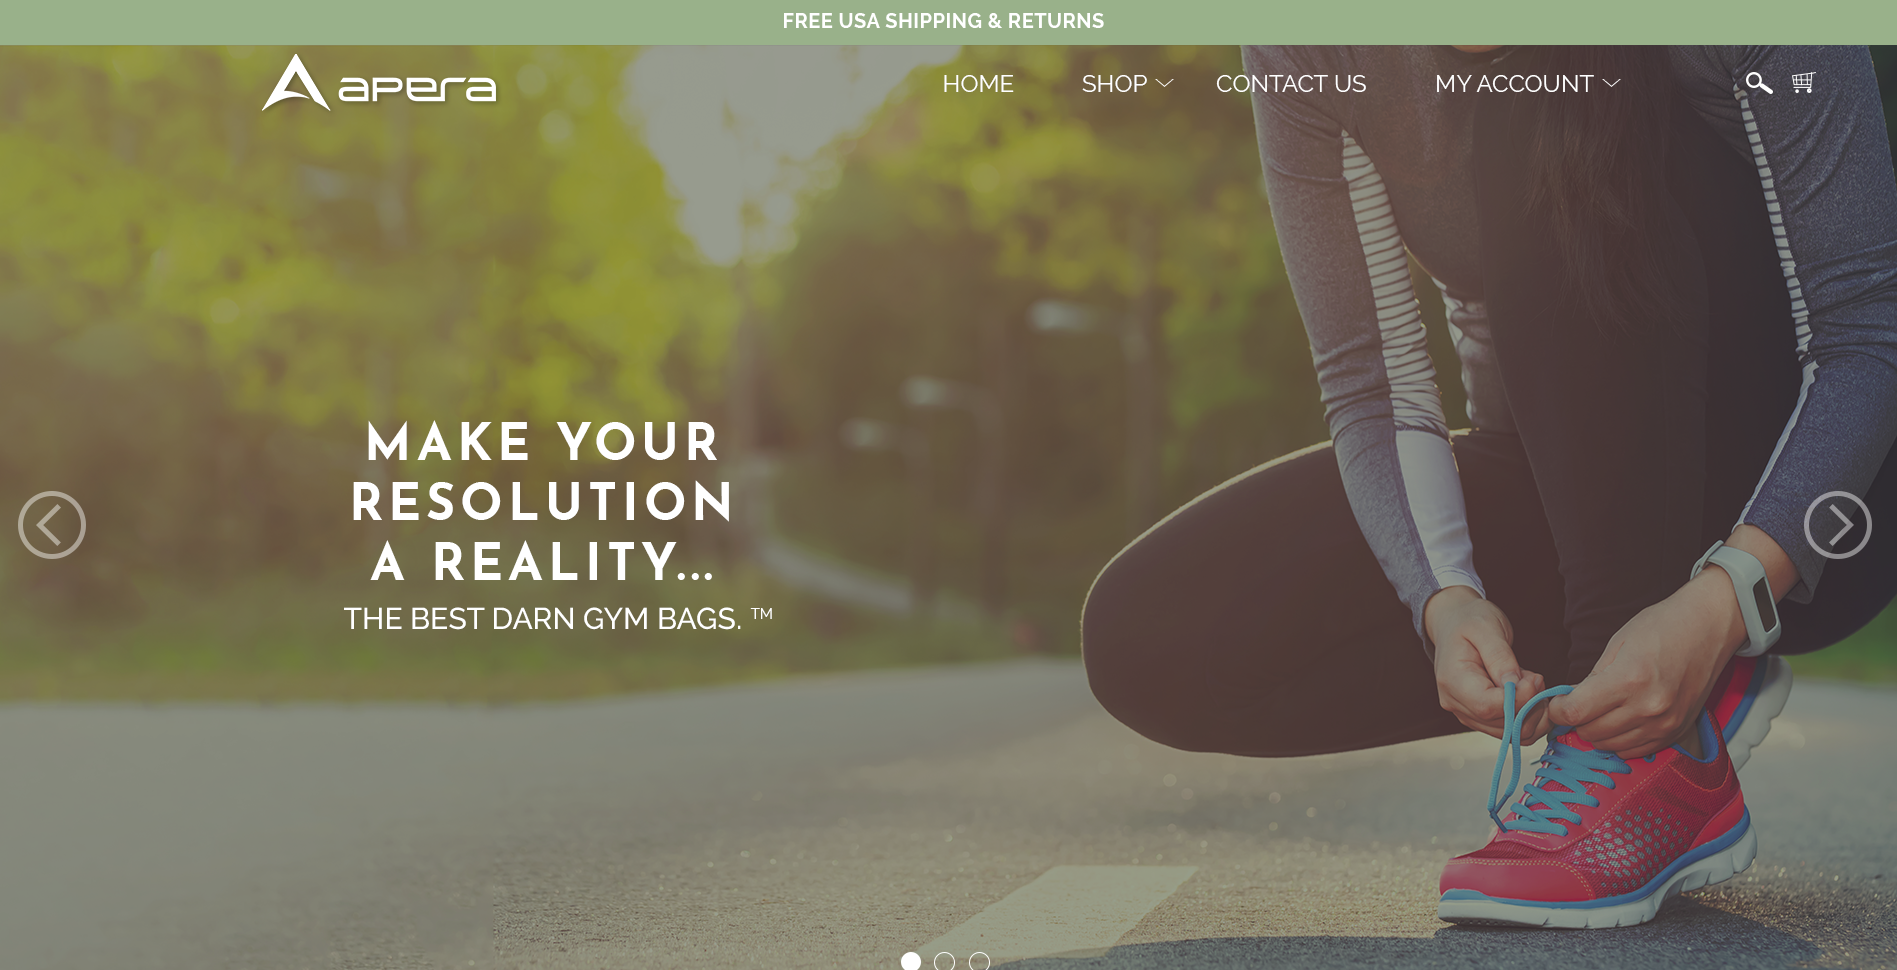 FREE USA SHIPPING & RETURNS
apera
HOME
SHOP
CONTACT US
MY ACCOUNT
MAKE YOUR
RESOLUTION
A REALITY...
THE BEST DARN GYM BAGS. ™